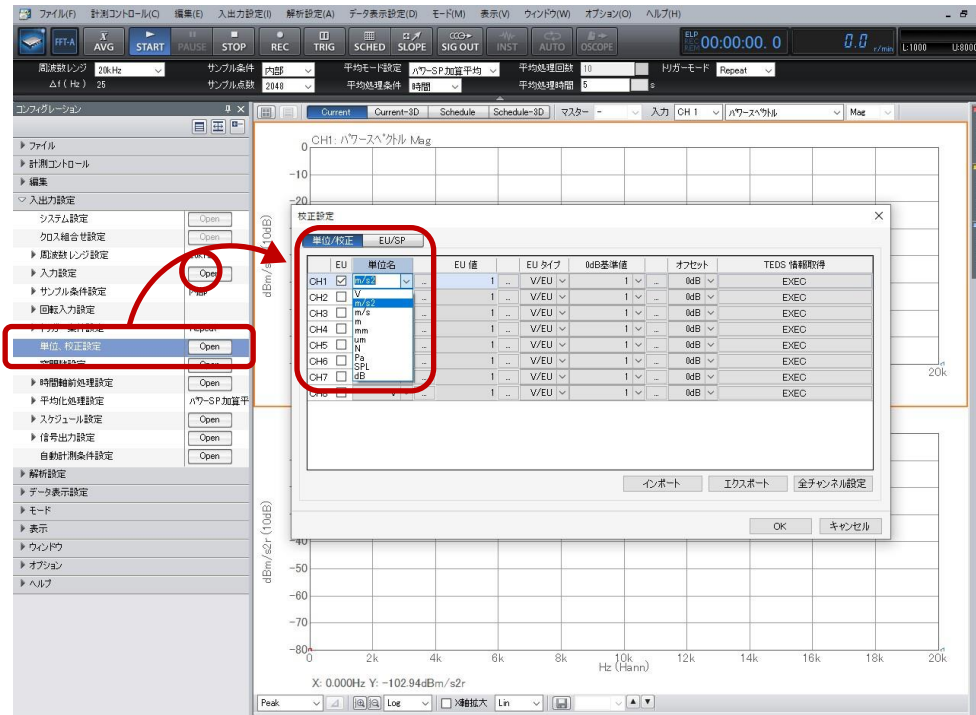 ファイル(F) 計測コントロール(C) 編集(E) 入出力設定(I) 解析設定(A) データ表示設定(D) モード(M) 表示(V) ウィンドウ(W) オプション(O) ヘルプ(H)
FFT-A AVG START PAUSE STOP REC TRIG SCHED SLOPE SIG OUT INST AUTO OSCOPE ELP REC REM 00:00:00. 0 0.0 r/min L:1000 U:8000
周波数レンジ 20kHz サンプル条件 内部 平均モード設定 パワーSP加算平均 平均処理回数 10 トリガーモード Repeat
Δf ( Hz ) 25 サンプル点数 2048 平均処理条件 時間 平均処理時間 5 s
コンフィグレーション
Current Current-3D Schedule Schedule-3D マスター - 入力 CH 1 パワースペクトル Mag
ファイル
計測コントロール
編集
入出力設定
システム設定 Open
クロス組合せ設定 Open
周波数レンジ設定 20kHz
入力設定 Open
サンプル条件設定 内部
回転入力設定
トリガー条件設定 Repeat
単位、校正設定 Open
Open
時間軸前処理設定 Open
平均化処理設定 パワーSP加算平
スケジュール設定 Open
信号出力設定 Open
自動計測条件設定 Open
解析設定
データ表示設定
モード
表示
ウィンドウ
オプション
ヘルプ
CH1: パワースペクトル Mag
0
-10
-20
20k
校正設定
単位/校正 EU/SP
EU 単位名 EU 値 EU タイプ 0dB基準値 オフセット TEDS 情報取得
CH1 m/s2 ... 1 ... V/EU 1 ... 0dB EXEC
CH2 ... 1 ... V/EU 1 ... 0dB EXEC
CH3 ... 1 ... V/EU 1 ... 0dB EXEC
CH4 ... 1 ... V/EU 1 ... 0dB EXEC
CH5 ... 1 ... V/EU 1 ... 0dB EXEC
CH6 ... 1 ... V/EU 1 ... 0dB EXEC
CH7 ... 1 ... V/EU 1 ... 0dB EXEC
CH8 V ... 1 ... V/EU 1 ... 0dB EXEC
V
m/s2
m/s
m
mm
um
N
Pa
SPL
dB
インポート エクスポート 全チャンネル設定
OK キャンセル
dBm/s2r (10dB)
-40
-50
-60
-70
-80
0 2k 4k 6k 8k 10k 12k 14k 16k 18k 20k
Hz (Hann)
X: 0.000Hz Y: -102.94dBm/s2r
Peak Log X軸拡大 Lin